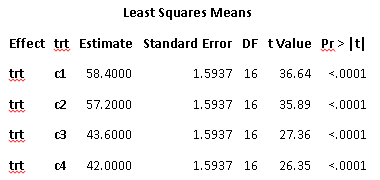 Least Squares Means
Effect trt Estimate Standard Error DF t Value Pr > |t|
trt c1 58.4000 1.5937 16 36.64 <.0001
trt c2 57.2000 1.5937 16 35.89 <.0001
trt c3 43.6000 1.5937 16 27.36 <.0001
trt c4 42.0000 1.5937 16 26.35 <.0001